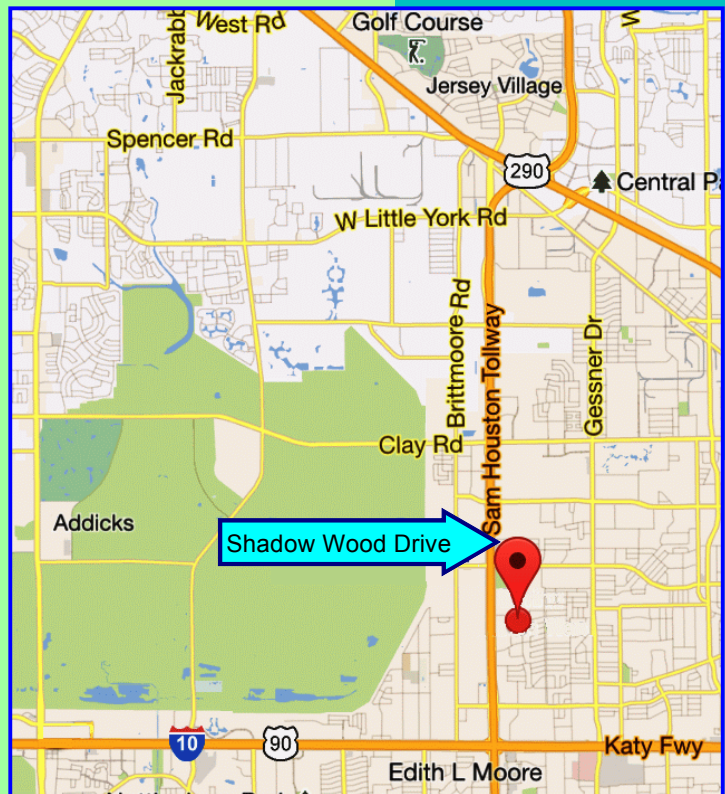 West Rd
Golf Course
Jackrabb
W
Jersey Village
Spencer Rd
290
Central P
W Little York Rd
Brittmoore Rd
Sam Houston Tollway
Gessner Dr
Clay Rd
Addicks
Shadow Wood Drive
10
90
Katy Fwy
Edith L Moore